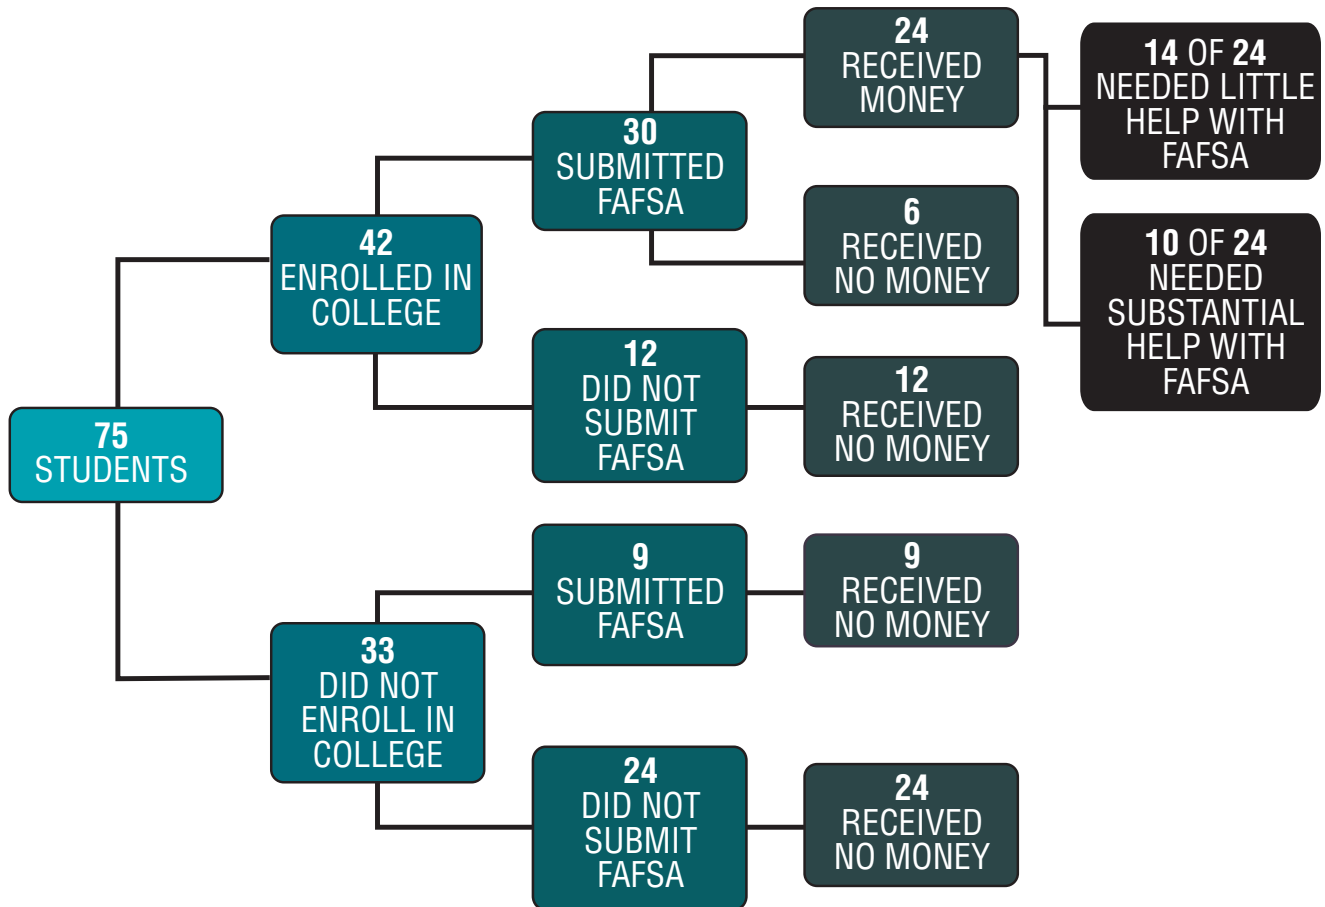 75
STUDENTS
42
ENROLLED IN
COLLEGE
33
DID NOT
ENROLL IN
COLLEGE
30
SUBMITTED
FAFSA
12
DID NOT
SUBMIT
FAFSA
9
SUBMITTED
FAFSA
24
DID NOT
SUBMIT
FAFSA
24
RECEIVED
MONEY
6
RECEIVED
NO MONEY
12
RECEIVED
NO MONEY
9
RECEIVED
NO MONEY
24
RECEIVED
NO MONEY
14 OF 24
NEEDED LITTLE
HELP WITH
FAFSA
10 OF 24
NEEDED
SUBSTANTIAL
HELP WITH
FAFSA